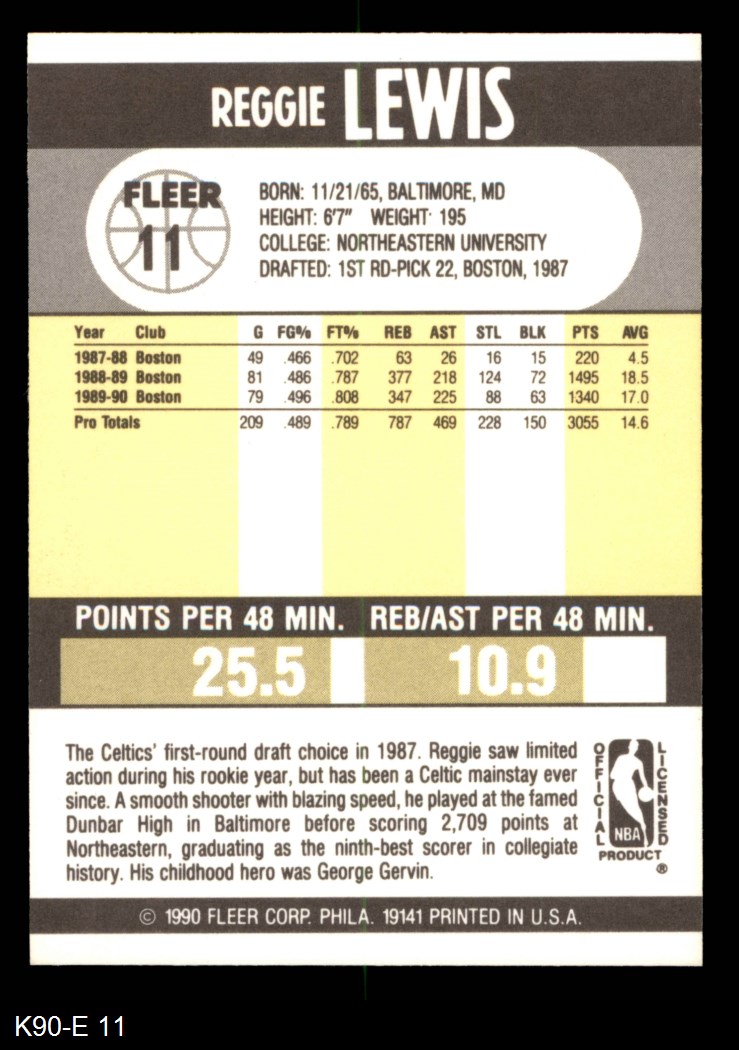 REGGIE LEWIS
FLEER
11
BORN: 11/21/65, BALTIMORE, MD
HEIGHT: 6'7" WEIGHT: 195
COLLEGE: NORTHEASTERN UNIVERSITY
DRAFTED: 1ST RD-PICK 22, BOSTON, 1987
Year Club G FG% FT% REB AST STL BLK PTS AVG
1987-88 Boston 49 .466 .702 63 26 16 15 220 4.5
1988-89 Boston 81 .486 .787 377 218 124 72 1495 18.5
1989-90 Boston 79 .496 .808 347 225 88 63 1340 17.0
Pro Totals 209 .489 .789 787 469 228 150 3055 14.6
POINTS PER 48 MIN. REB/AST PER 48 MIN.
25.5 10.9
The Celtics' first-round draft choice in 1987. Reggie saw limited
action during his rookie year, but has been a Celtic mainstay ever
since. A smooth shooter with blazing speed, he played at the famed
Dunbar High in Baltimore before scoring 2,709 points at
Northeastern, graduating as the ninth-best scorer in collegiate
history. His childhood hero was George Gervin.
OFFICIAL
NBA
LICENSED
PRODUCT
®
© 1990 FLEER CORP. PHILA. 19141 PRINTED IN U.S.A.
K90-E 11